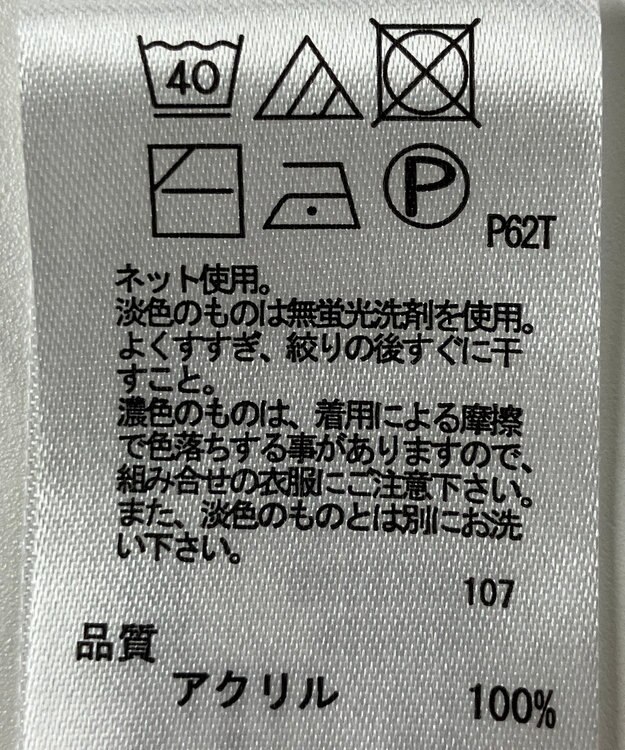 40
P
P62T
ネット使用。
淡色のものは無蛍光洗剤を使用。
よくすすぎ、絞りの後すぐに干
すこと。
濃色のものは、着用による摩擦
で色落ちする事がありますので、
組み合せの衣服にご注意下さい。
また、淡色のものとは別にお洗
い下さい。
107
品質
アクリル 100%